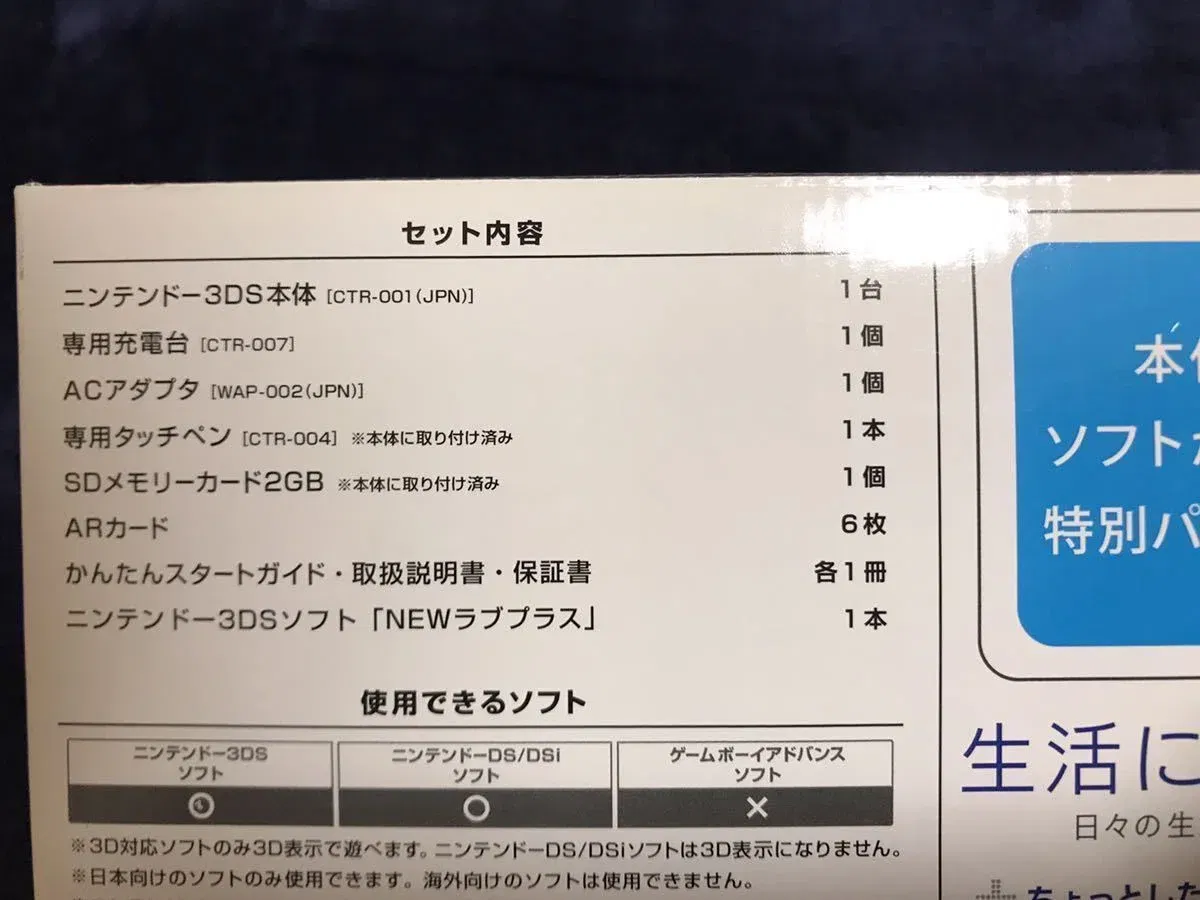 セット内容
ニンテンドー3DS本体 [CTR-001(JPN)] 1台
専用充電台 [CTR-007] 1個
ACアダプタ [WAP-002(JPN)] 1個
専用タッチペン [CTR-004] ※本体に取り付け済み 1本
SDメモリーカード2GB ※本体に取り付け済み 1個
ARカード 6枚
かんたんスタートガイド・取扱説明書・保証書 各1冊
ニンテンドー3DSソフト「NEWラブプラス」 1本
使用できるソフト
ニンテンドー3DS
ソフト
ニンテンドーDS/DSi
ソフト
ゲームボーイアドバンス
ソフト
○ ×
※3D対応ソフトのみ3D表示で遊べます。ニンテンドーDS/DSiソフトは3D表示になりません。
※日本向けのソフトのみ使用できます。海外向けのソフトは使用できません。
本
ソフト
特別パ
生活に
日々の生
ちょっとした